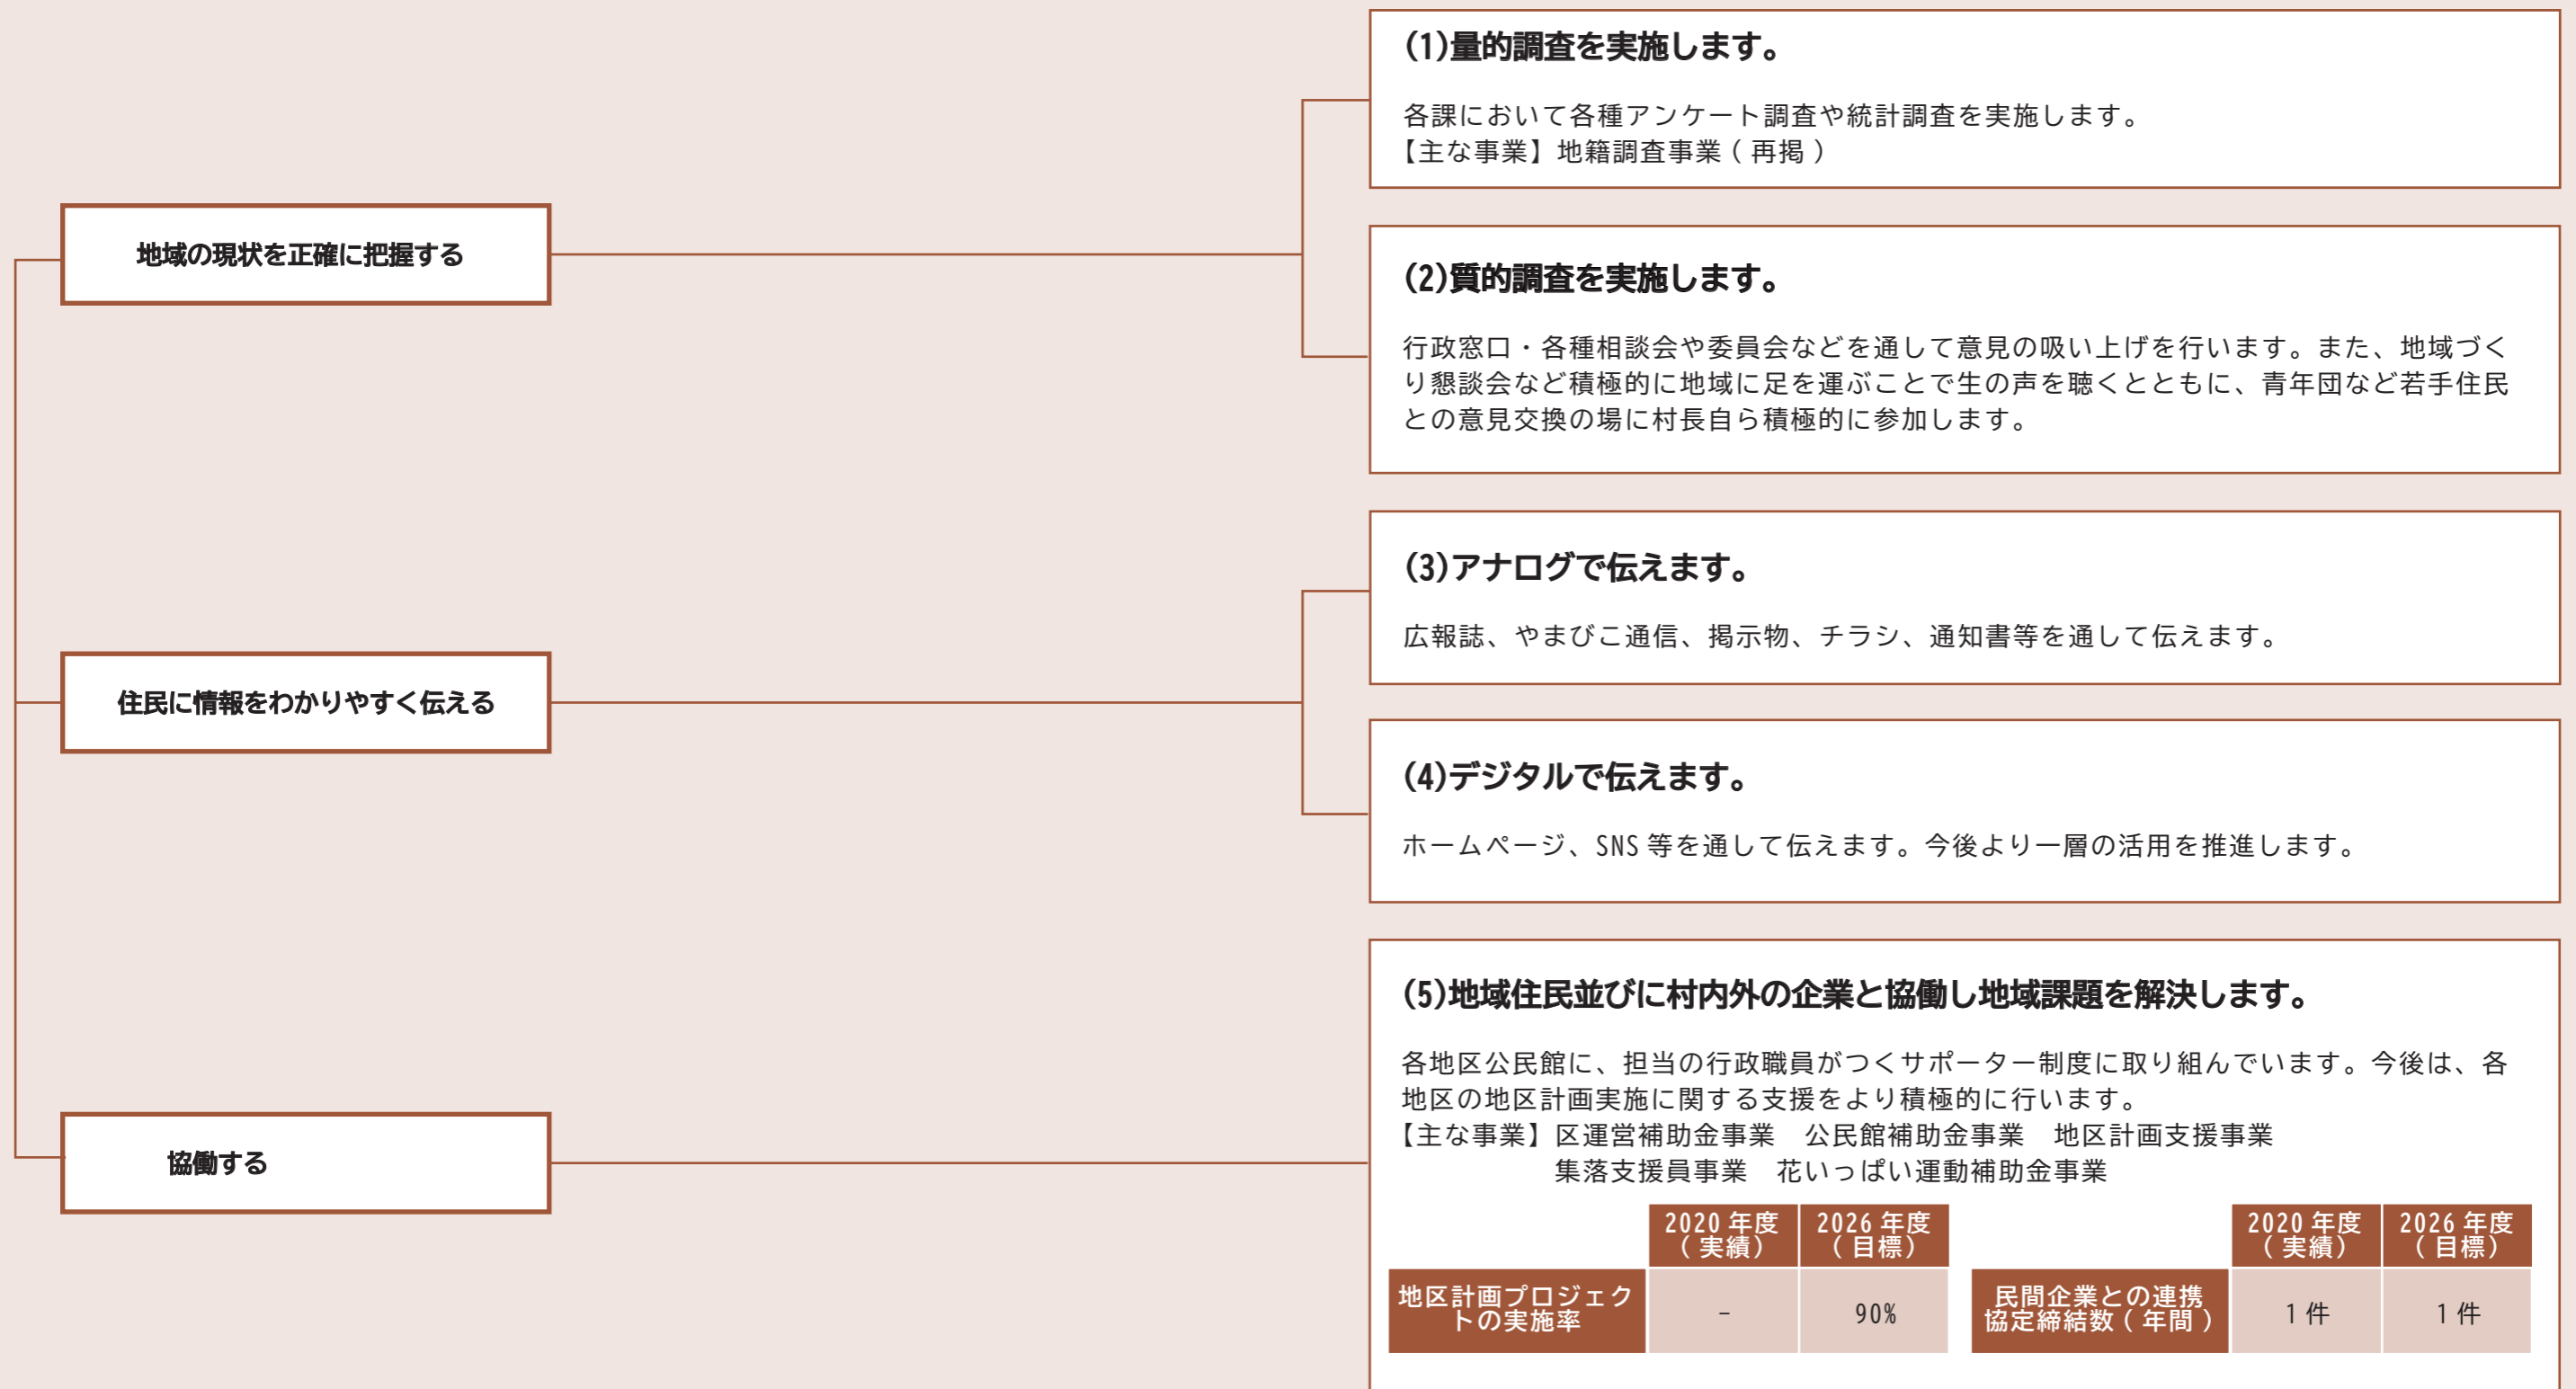 地域の現状を正確に把握する
(1)量的調査を実施します。
各課において各種アンケート調査や統計調査を実施します。
【主な事業】地籍調査事業(再掲)
(2)質的調査を実施します。
行政窓口・各種相談会や委員会などを通して意見の吸い上げを行います。また、地域づく
り懇談会など積極的に地域に足を運ぶことで生の声を聴くとともに、青年団など若手住民
との意見交換の場に村長自ら積極的に参加します。
住民に情報をわかりやすく伝える
(3)アナログで伝えます。
広報誌、やまびこ通信、掲示物、チラシ、通知書等を通して伝えます。
(4)デジタルで伝えます。
ホームページ、SNS 等を通して伝えます。今後より一層の活用を推進します。
協働する
(5)地域住民並びに村内外の企業と協働し地域課題を解決します。
各地区公民館に、担当の行政職員がつくサポーター制度に取り組んでいます。今後は、各
地区の地区計画実施に関する支援をより積極的に行います。
【主な事業】区運営補助金事業　公民館補助金事業　地区計画支援事業
集落支援員事業　花いっぱい運動補助金事業
2020 年度
(実績)
2026 年度
(目標)
地区計画プロジェク
トの実施率
－
90%
2020 年度
(実績)
2026 年度
(目標)
民間企業との連携
協定締結数(年間)
1 件
1 件